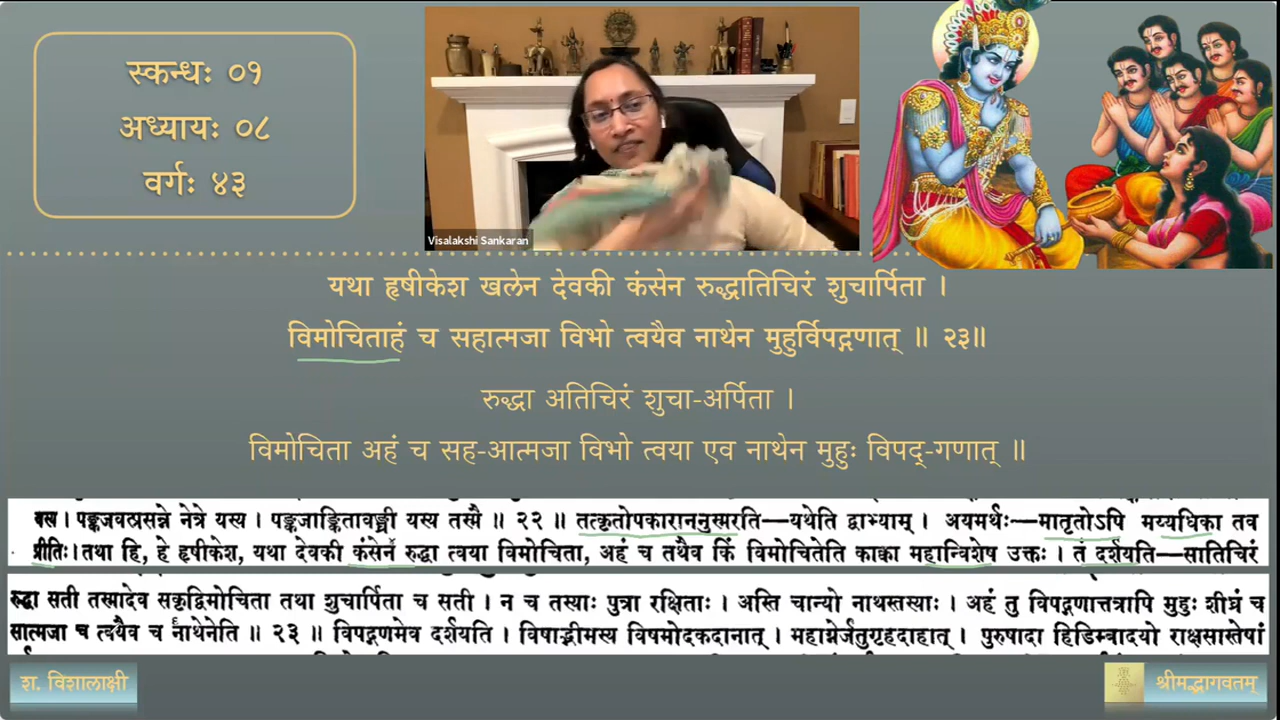 स्कन्धः ०१
अध्यायः ०८
वर्गः ४३
Visalakshi Sankaran
यथा हृषीकेश खलेन देवकी कंसेन रुद्धातिचिरं शुचार्पिता ।
विमोचिताहं च सहात्मजा विभो त्वयैव नाथेन मुहुर्विपद्गणात् ॥ २३॥
रुद्धा अतिचिरं शुचा-अर्पिता ।
विमोचिता अहं च सह-आत्मजा विभो त्वया एव नाथेन मुहुः विपद्-गणात् ॥
यस्य । पङ्कजवत्प्रसन्ने नेत्रे यस्य । पङ्कजाङ्कितावङ्घ्री यस्य तस्मै ॥ २२ ॥ तत्कृतोपकाराननुस्मरति—यथेति द्वाभ्याम् । अयमर्थः—मातृतोऽपि मय्यधिका तव
प्रीतिः। तथा हि, हे हृषीकेश, यथा देवकी कंसेन रुद्धा त्वया विमोचिता, अहं च तथैव किं विमोचितेति काक्वा महान्विशेष उक्तः । तं दर्शयति—सातिचिरं
रुद्धा सती तस्मादेव सकृद्विमोचिता तथा शुचार्पिता च सती । न च तस्याः पुत्रा रक्षिताः । अस्ति चान्यो नाथस्तस्याः । अहं तु विपद्गणात्तत्रापि मुहुः शीघ्रं च
सात्मजा च त्वयैव च नाथेनेति ॥ २३ ॥ विपद्गणमेव दर्शयति । विषाद्भीमस्य विषमोदकदानात् । महाग्नेर्जतुगृहदाहात् । पुरुषादा हिडिम्बादयो राक्षसास्तेषां
श. विशालाक्षी
श्रीमद्भागवतम्